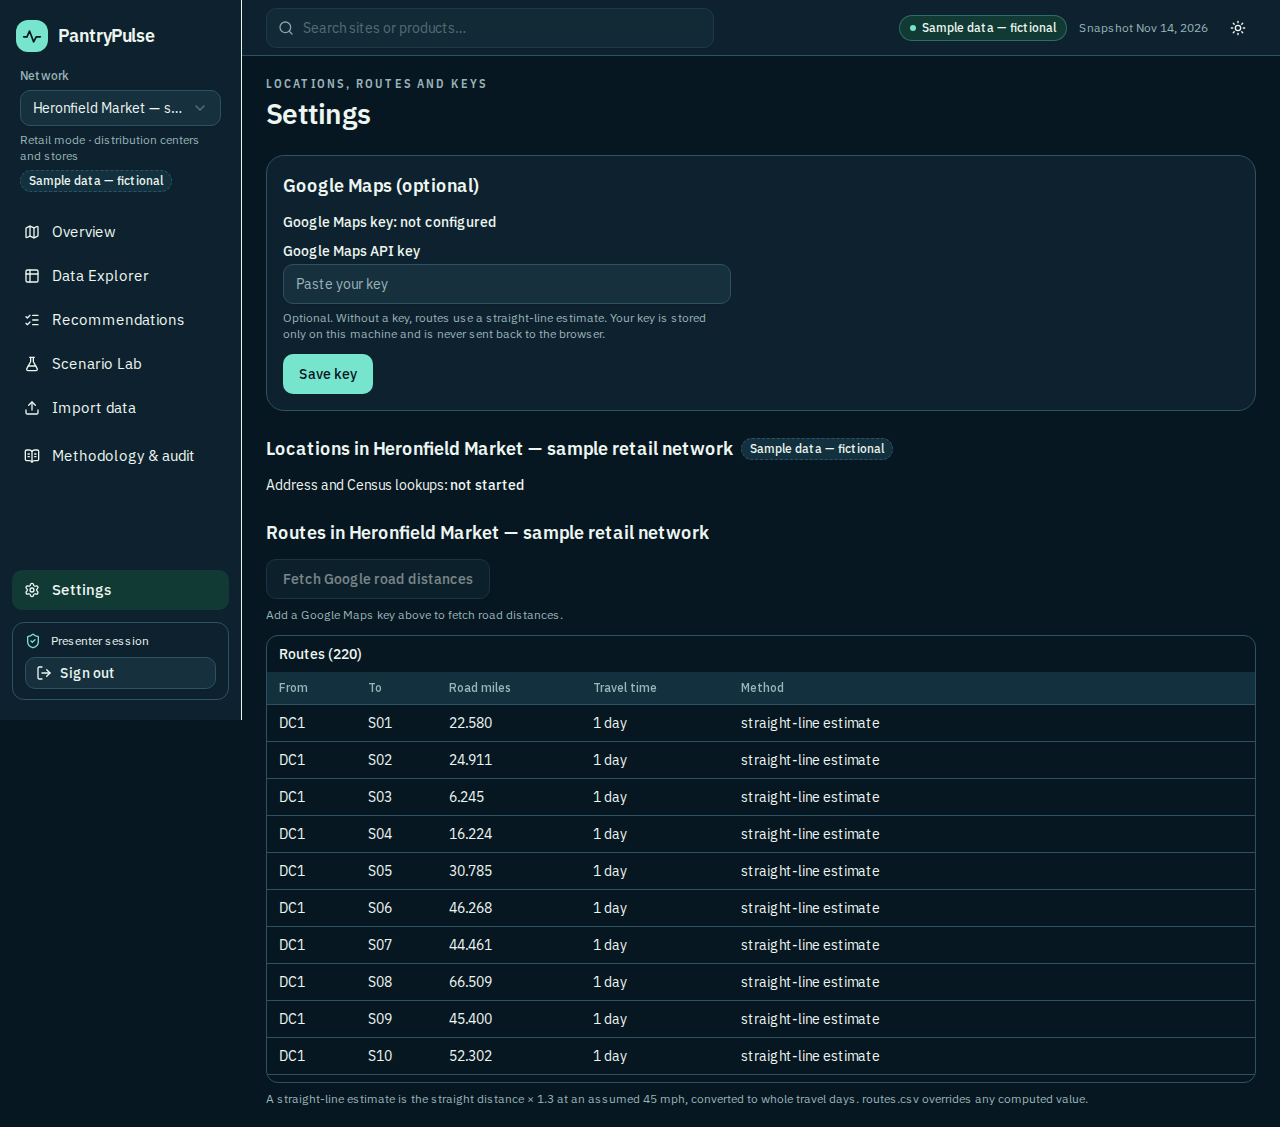 PantryPulse
Network
Heronfield Market — s...
Retail mode · distribution centers
and stores
Sample data — fictional
Overview
Data Explorer
Recommendations
Scenario Lab
Import data
Methodology & audit
Settings
Presenter session
Sign out
Search sites or products...
Sample data — fictional
Snapshot Nov 14, 2026
LOCATIONS, ROUTES AND KEYS
Settings
Google Maps (optional)
Google Maps key: not configured
Google Maps API key
Paste your key
Optional. Without a key, routes use a straight-line estimate. Your key is stored
only on this machine and is never sent back to the browser.
Save key
Locations in Heronfield Market — sample retail network Sample data — fictional
Address and Census lookups: not started
Routes in Heronfield Market — sample retail network
Fetch Google road distances
Add a Google Maps key above to fetch road distances.
Routes (220)
From To Road miles Travel time Method
DC1 S01 22.580 1 day straight-line estimate
DC1 S02 24.911 1 day straight-line estimate
DC1 S03 6.245 1 day straight-line estimate
DC1 S04 16.224 1 day straight-line estimate
DC1 S05 30.785 1 day straight-line estimate
DC1 S06 46.268 1 day straight-line estimate
DC1 S07 44.461 1 day straight-line estimate
DC1 S08 66.509 1 day straight-line estimate
DC1 S09 45.400 1 day straight-line estimate
DC1 S10 52.302 1 day straight-line estimate
A straight-line estimate is the straight distance × 1.3 at an assumed 45 mph, converted to whole travel days. routes.csv overrides any computed value.